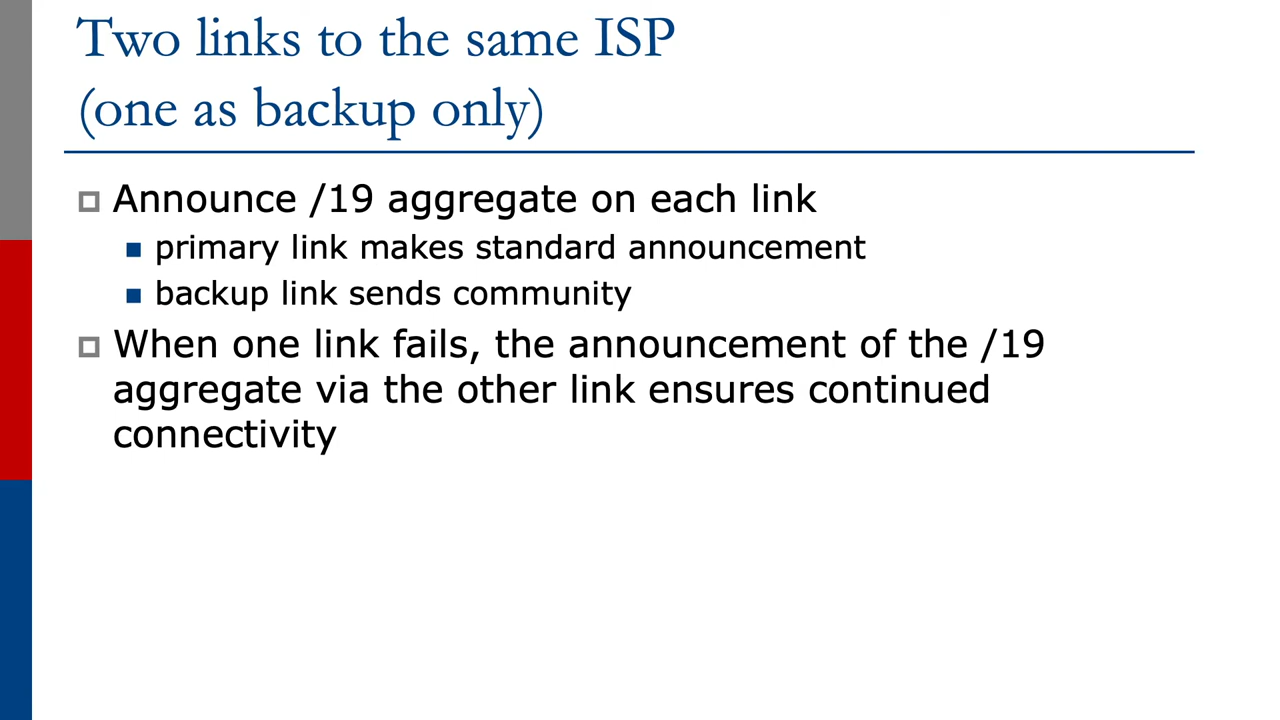 Two links to the same ISP
(one as backup only)
Announce /19 aggregate on each link
primary link makes standard announcement
backup link sends community
When one link fails, the announcement of the /19
aggregate via the other link ensures continued
connectivity